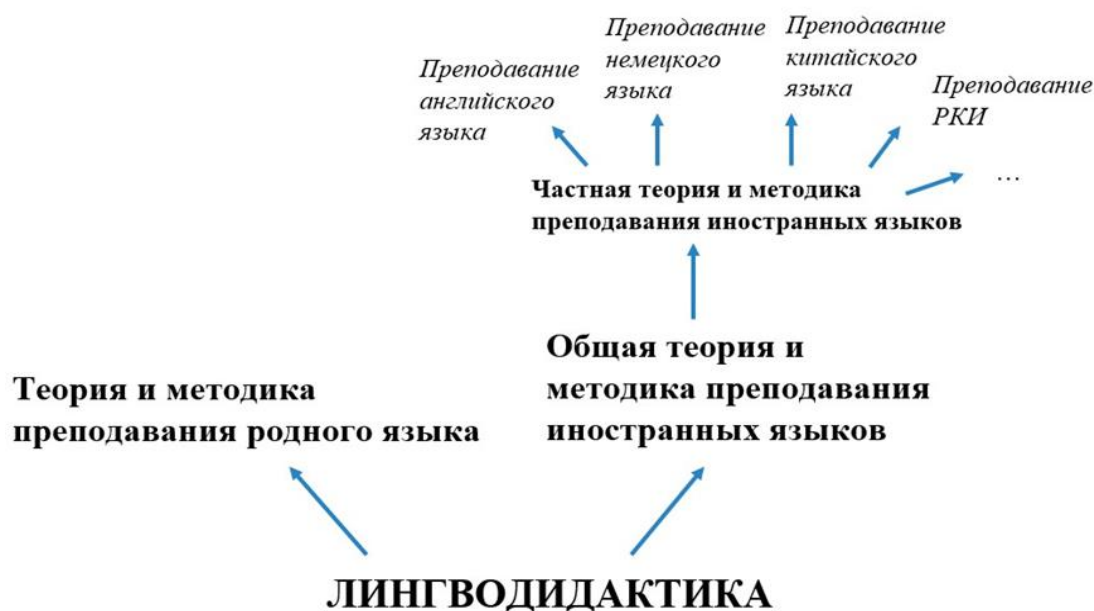 Преподавание
английского
языка
Преподавание
немецкого
языка
Преподавание
китайского
языка
Преподавание
РКИ
...
Частная теория и методика
преподавания иностранных языков
Общая теория и
методика преподавания
иностранных языков
Теория и методика
преподавания родного языка
ЛИНГВОДИДАКТИКА